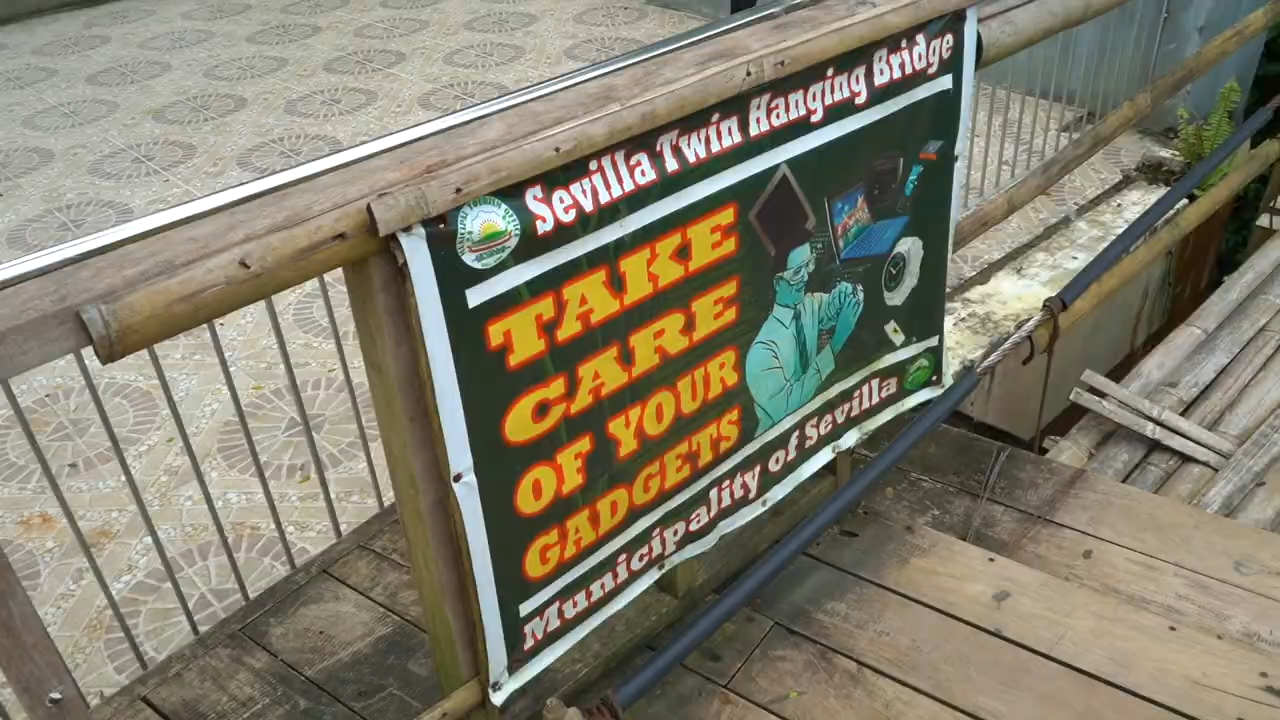 Sevilla Twin Hanging Bridge
TAKE
CARE
OF YOUR
GADGETS
Municipality of Sevilla